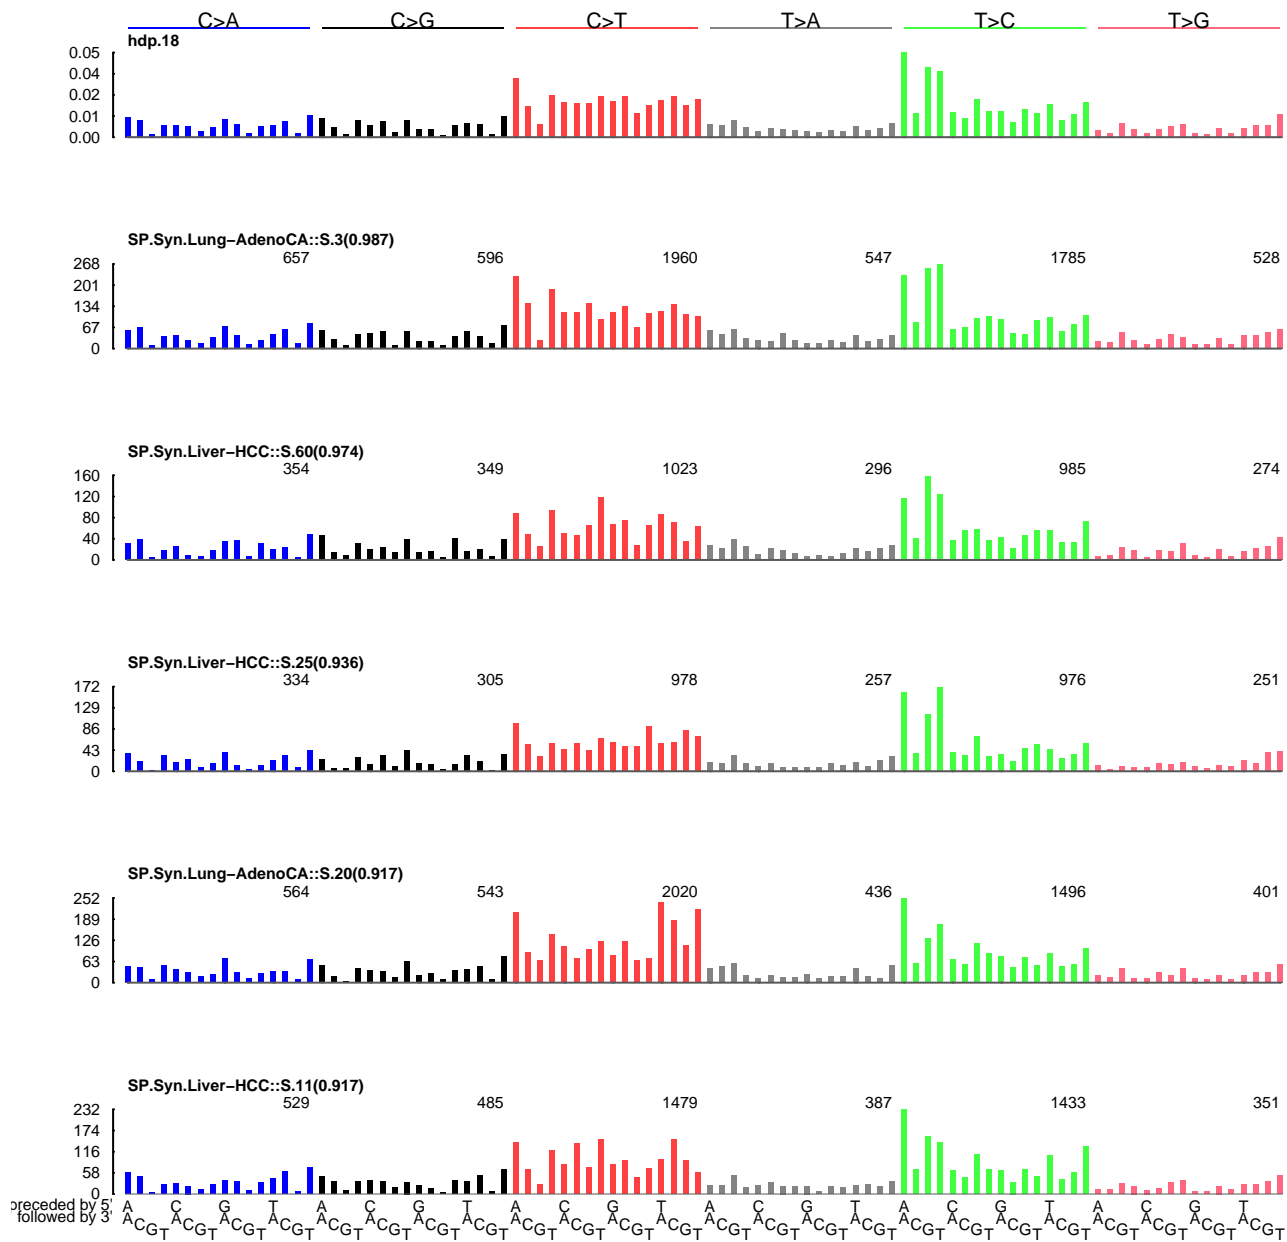 C>A C>G C>T T>A T>C T>G
hdp.18
0.05
0.04
0.02
0.01
0.00
SP.Syn.Lung−AdenoCA::S.3(0.987)
657 596 1960 547 1785 528
268
201
134
67
0
SP.Syn.Liver−HCC::S.60(0.974)
354 349 1023 296 985 274
160
120
80
40
0
SP.Syn.Liver−HCC::S.25(0.936)
334 305 978 257 976 251
172
129
86
43
0
SP.Syn.Lung−AdenoCA::S.20(0.917)
564 543 2020 436 1496 401
252
189
126
63
0
SP.Syn.Liver−HCC::S.11(0.917)
529 485 1479 387 1433 351
232
174
116
58
0
preceded by 5' A C G T A C G T A C G T A C G T A C G T A C G T
followed by 3' A C G T A C G T A C G T A C G T A C G T A C G T A C G T A C G T A C G T A C G T A C G T A C G T A C G T A C G T A C G T A C G T A C G T A C G T A C G T A C G T A C G T A C G T A C G T A C G T